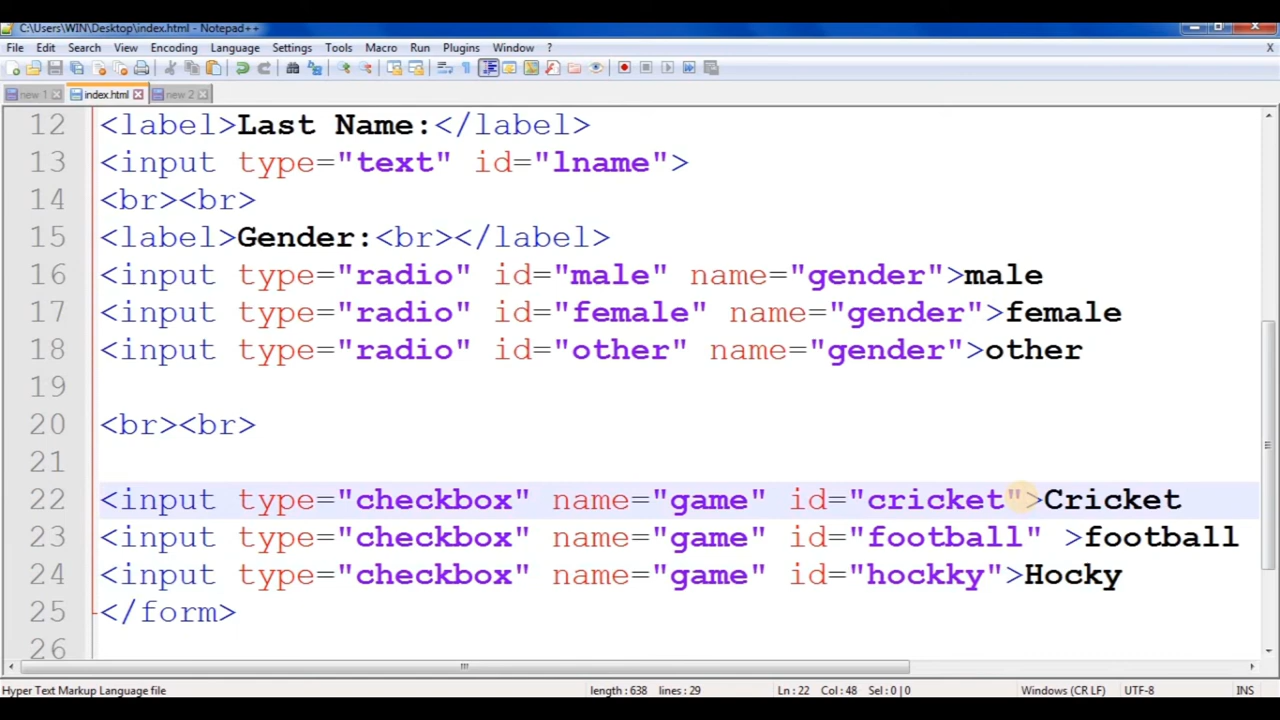 C:\Users\WIN\Desktop\index.html - Notepad++
File Edit Search View Encoding Language Settings Tools Macro Run Plugins Window ? X
new 1 index.html new 2
12 <label>Last Name:</label>
13 <input type="text" id="lname">
14 <br><br>
15 <label>Gender:<br></label>
16 <input type="radio" id="male" name="gender">male
17 <input type="radio" id="female" name="gender">female
18 <input type="radio" id="other" name="gender">other
19
20 <br><br>
21
22 <input type="checkbox" name="game" id="cricket">Cricket
23 <input type="checkbox" name="game" id="football" >football
24 <input type="checkbox" name="game" id="hockky">Hocky
25 </form>
26
Hyper Text Markup Language file length : 638 lines : 29 Ln : 22 Col : 48 Sel : 0 | 0 Windows (CR LF) UTF-8 INS